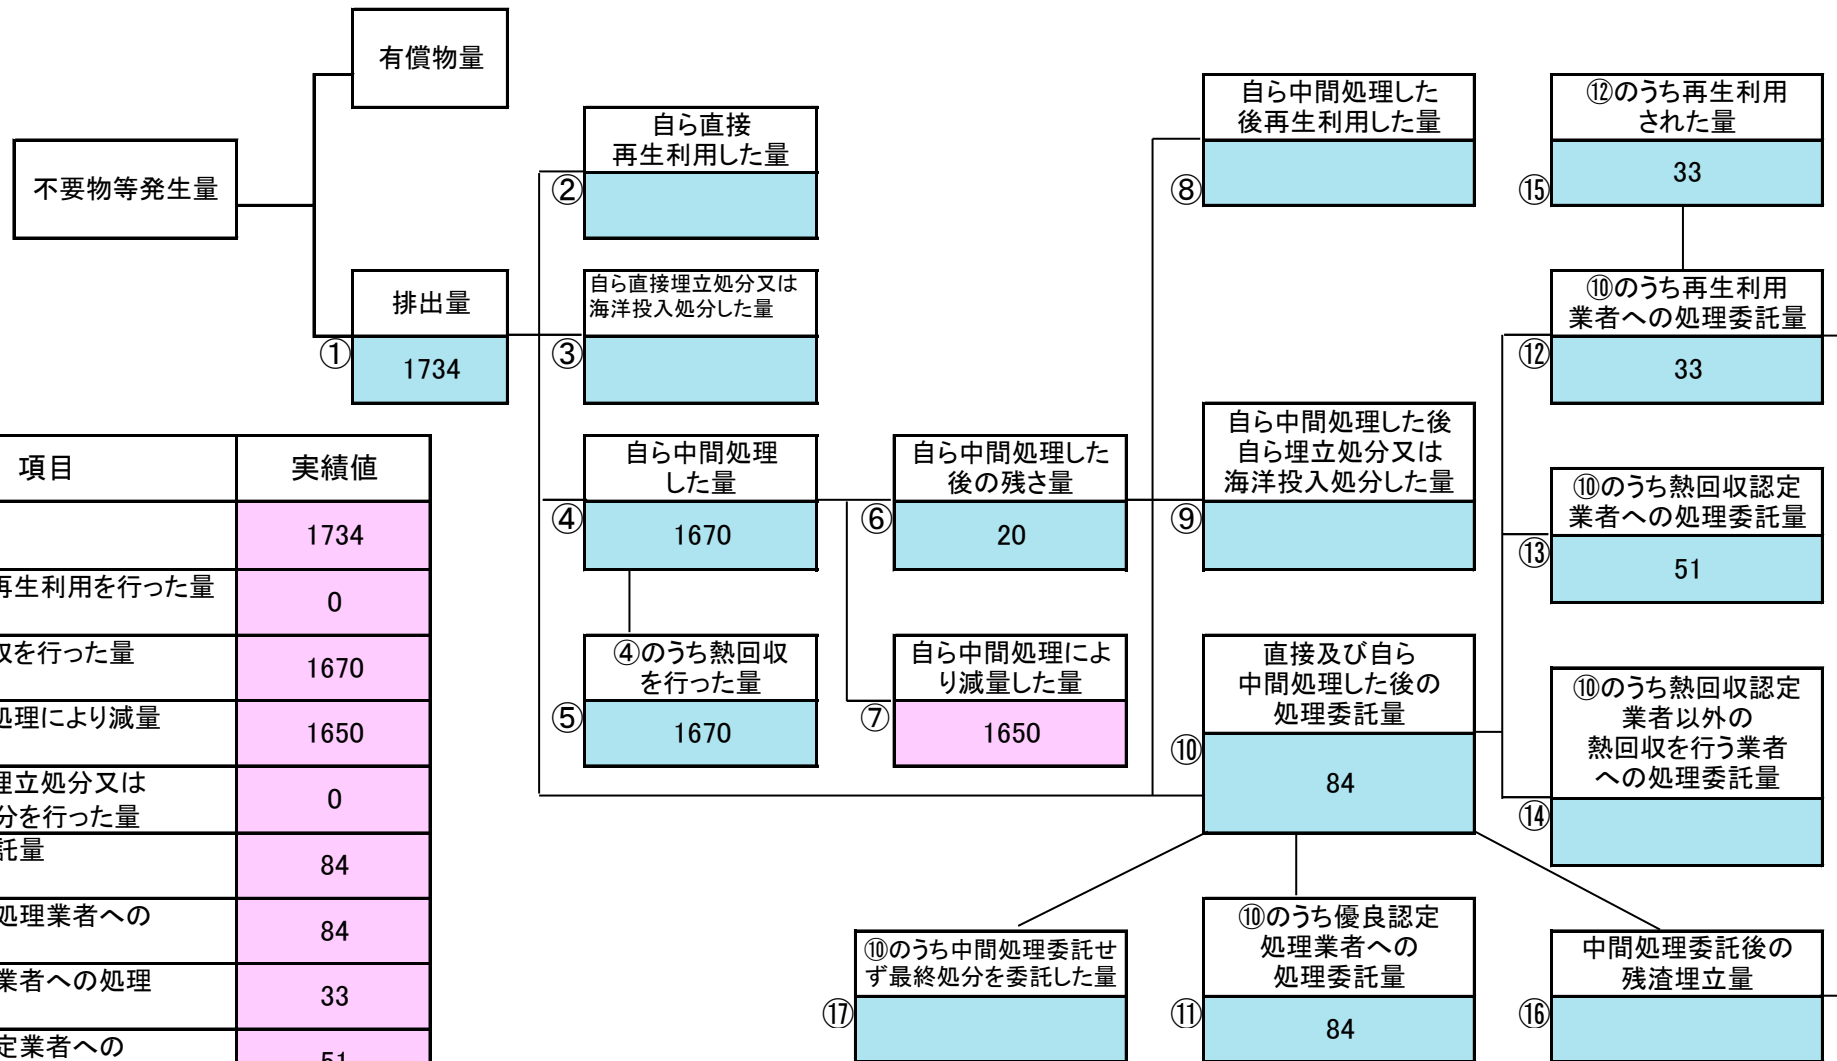 有償物量
不要物等発生量
排出量
①
1734
自ら直接
再生利用した量
②
自ら直接埋立処分又は
海洋投入処分した量
③
自ら中間処理
した量
④
1670
④のうち熱回収
を行った量
⑤
1670
自ら中間処理した
後の残さ量
⑥
20
自ら中間処理によ
り減量した量
⑦
1650
自ら中間処理した
後再生利用した量
⑧
自ら中間処理した後
自ら埋立処分又は
海洋投入処分した量
⑨
直接及び自ら
中間処理した後の
処理委託量
⑩
84
⑫のうち再生利用
された量
⑮
33
⑩のうち再生利用
業者への処理委託量
⑫
33
⑩のうち熱回収認定
業者への処理委託量
⑬
51
⑩のうち熱回収認定
業者以外の
熱回収を行う業者
への処理委託量
⑭
⑩のうち中間処理委託せ
ず最終処分を委託した量
⑰
⑩のうち優良認定
処理業者への
処理委託量
⑪
84
中間処理委託後の
残渣埋立量
⑯
項目 実績値
1734
再生利用を行った量 0
を行った量 1670
処理により減量 1650
埋立処分又は
分を行った量 0
託量 84
処理業者への 84
業者への処理 33
定業者への 51